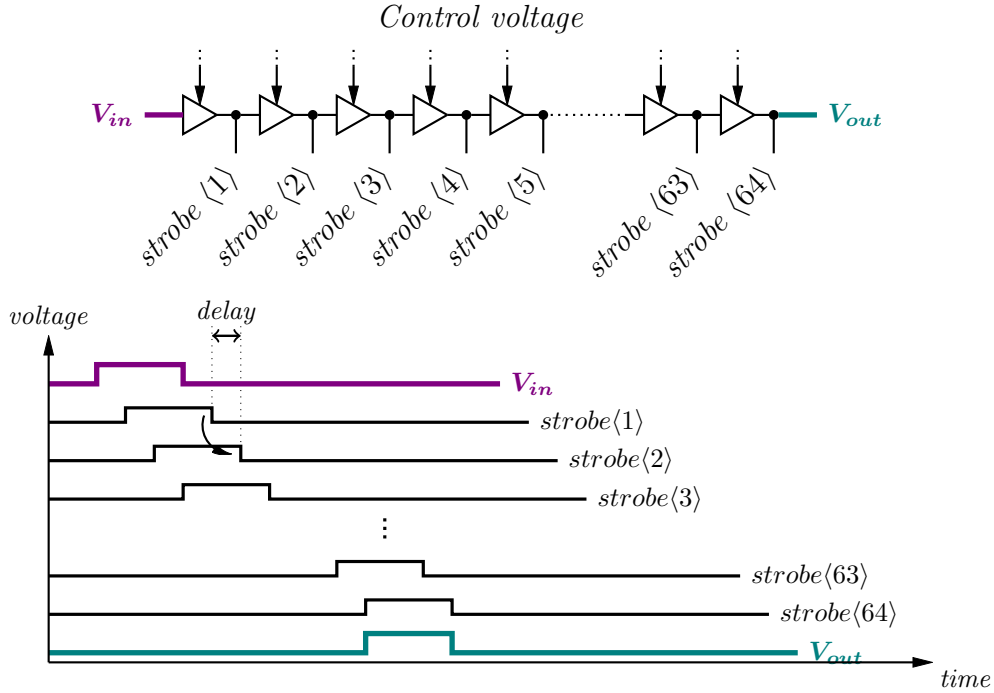 Control voltage
V_in
V_out
strobe ⟨1⟩
strobe ⟨2⟩
strobe ⟨3⟩
strobe ⟨4⟩
strobe ⟨5⟩
strobe ⟨63⟩
strobe ⟨64⟩
delay
voltage
V_in
strobe⟨1⟩
strobe⟨2⟩
strobe⟨3⟩
strobe⟨63⟩
strobe⟨64⟩
V_out
time